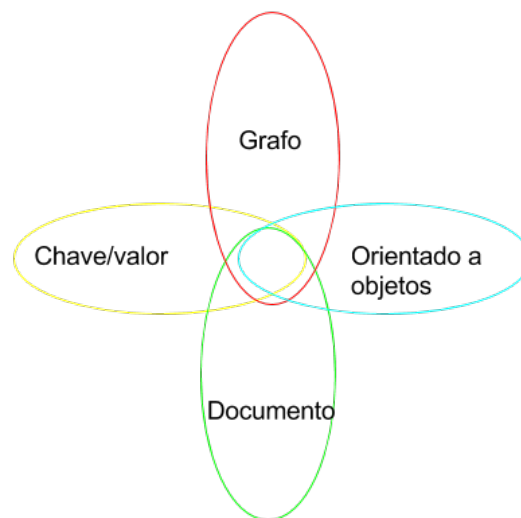 Grafo
Chave/valor
Orientado a
objetos
Documento